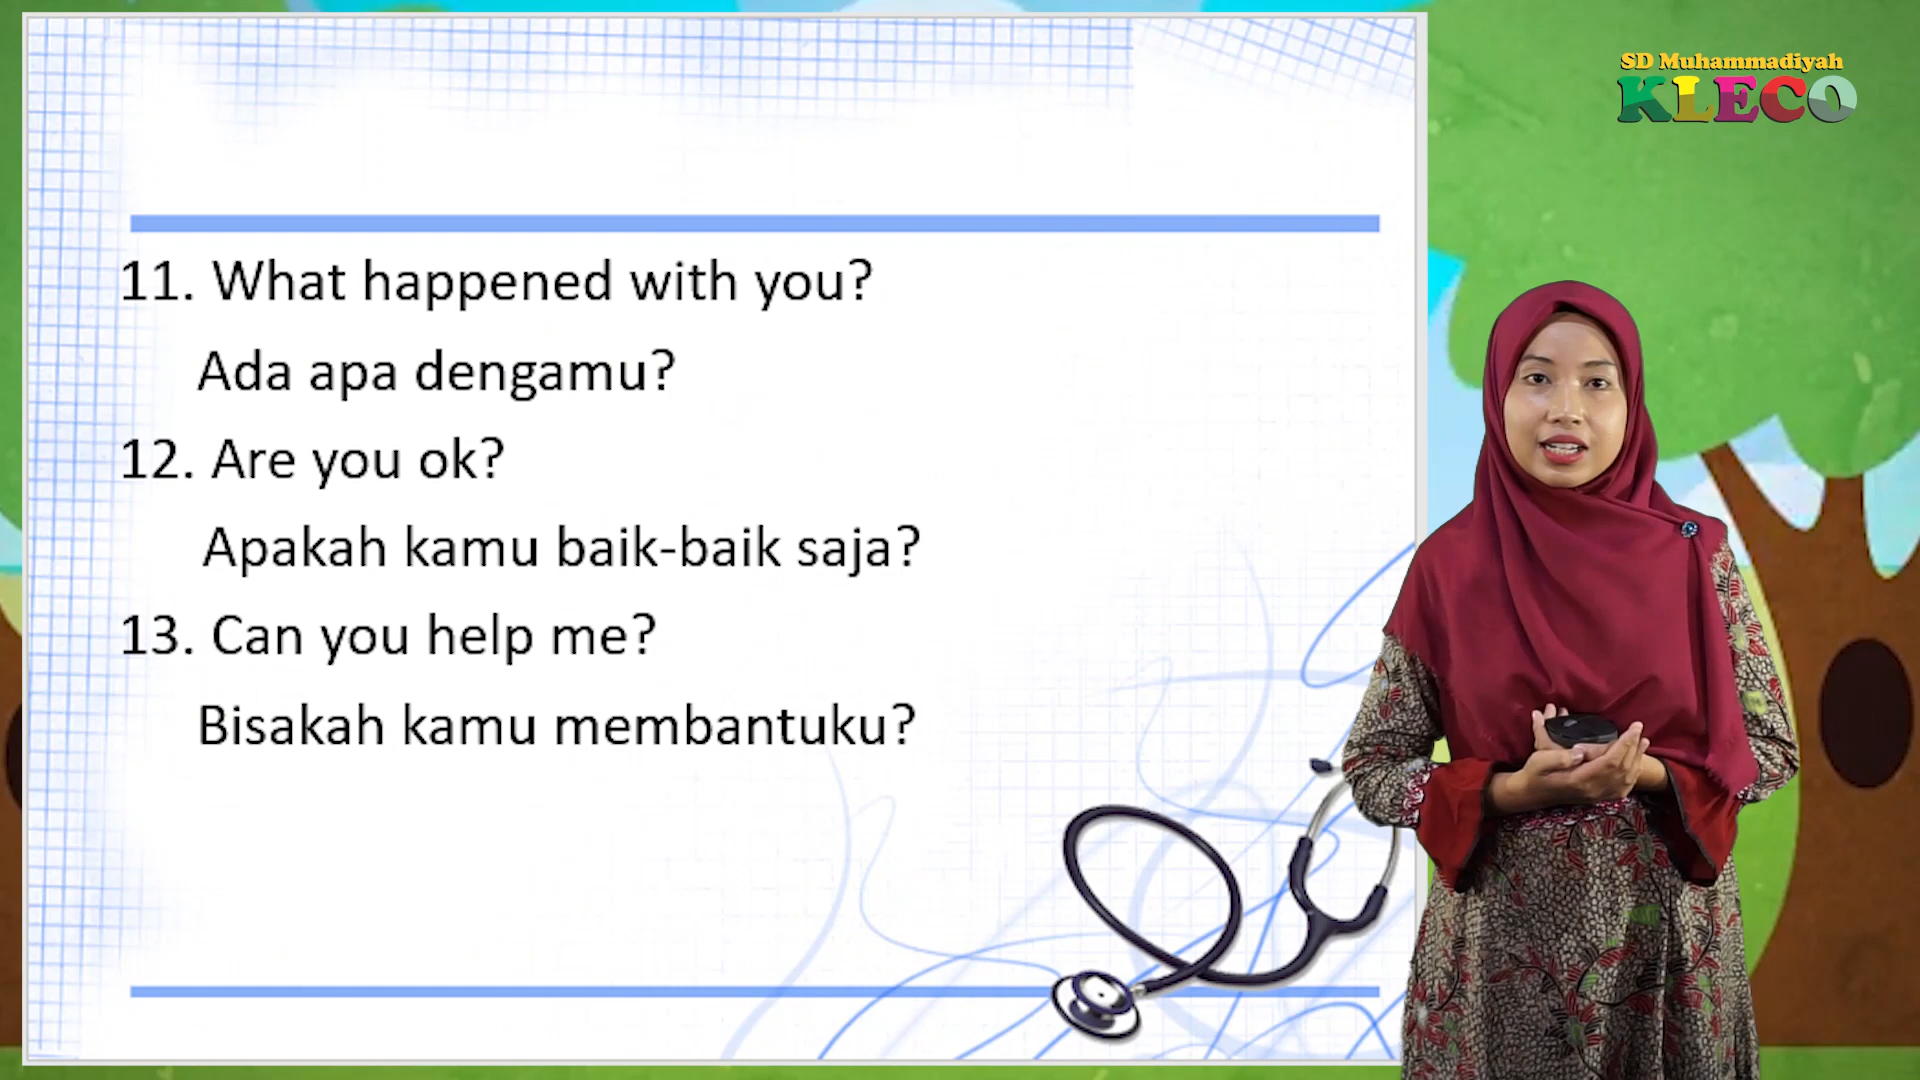 SD Muhammadiyah
KLECO
11. What happened with you?
Ada apa dengamu?
12. Are you ok?
Apakah kamu baik-baik saja?
13. Can you help me?
Bisakah kamu membantuku?